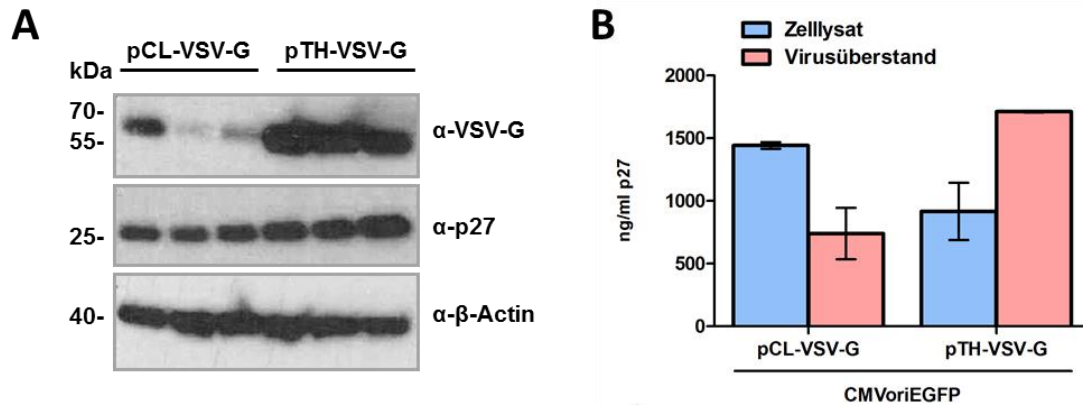 A
pCL-VSV-G pTH-VSV-G
kDa
70-
55-
α-VSV-G
25-
α-p27
40-
α-β-Actin
B
Zelllysat
Virusüberstand
2000
1500
1000
500
0
ng/ml p27
pCL-VSV-G pTH-VSV-G
CMVoriEGFP